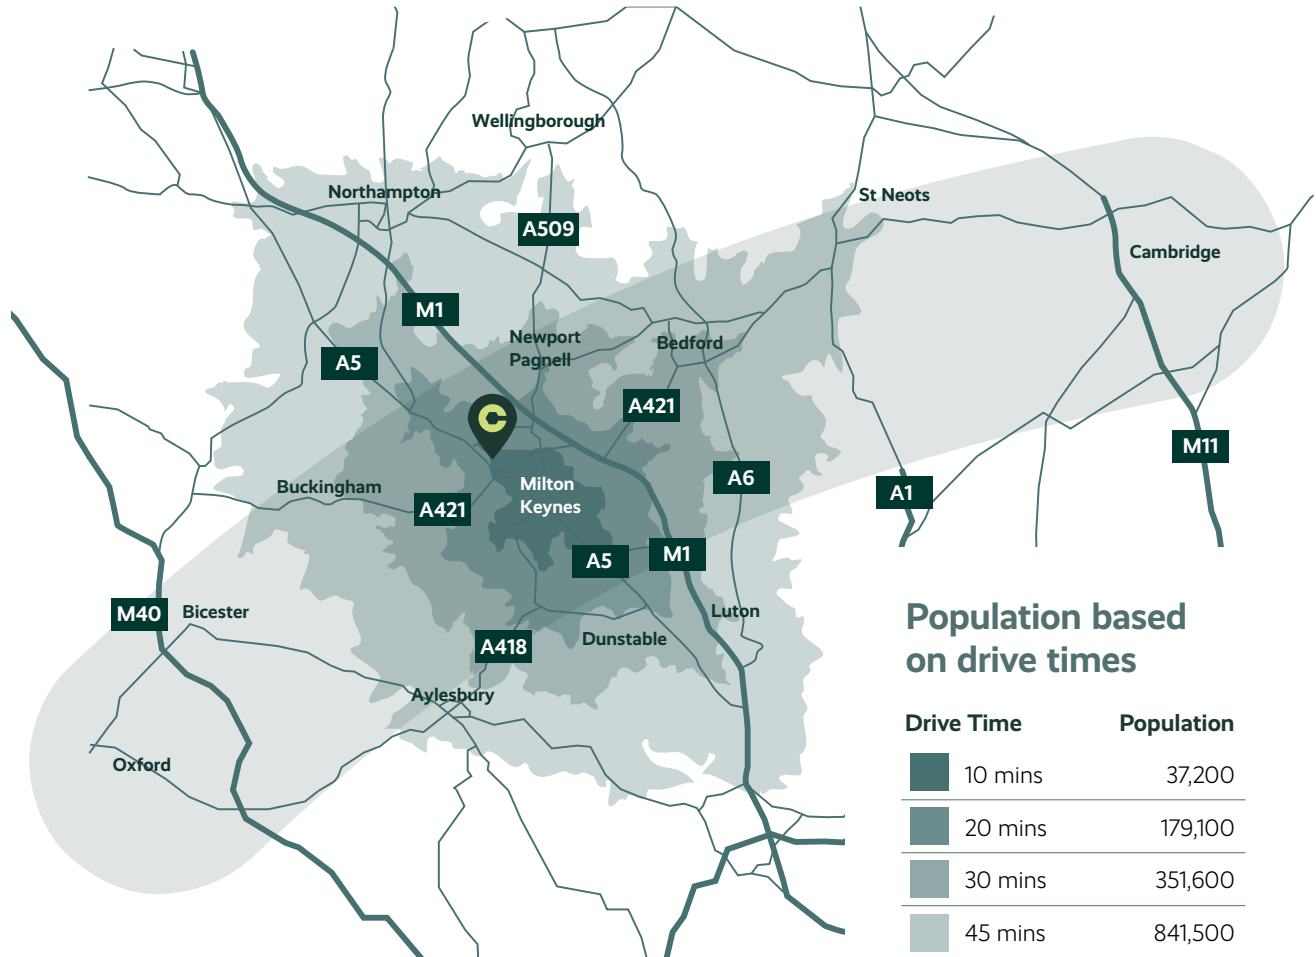 Wellingborough
Northampton
St Neots
A509
Cambridge
M1
Newport
Pagnell
Bedford
A5
A421
C
M11
A6
Milton
Keynes
Buckingham
A1
A421
A5
M1
M40
Bicester
Luton
Dunstable
A418
Aylesbury
Oxford
Population based
on drive times
Drive Time Population
10 mins 37,200
20 mins 179,100
30 mins 351,600
45 mins 841,500